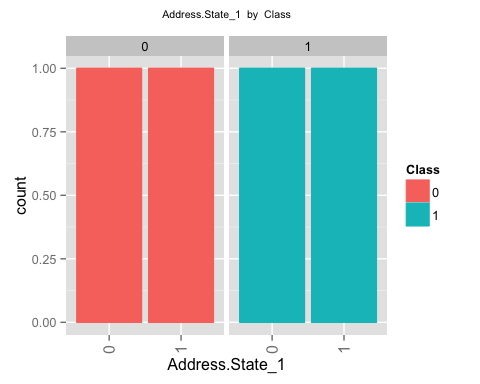 Address.State_1 by Class
0 1
1.00
0.75
0.50
0.25
0.00
count
0 1 0 1
Address.State_1
Class
0
1